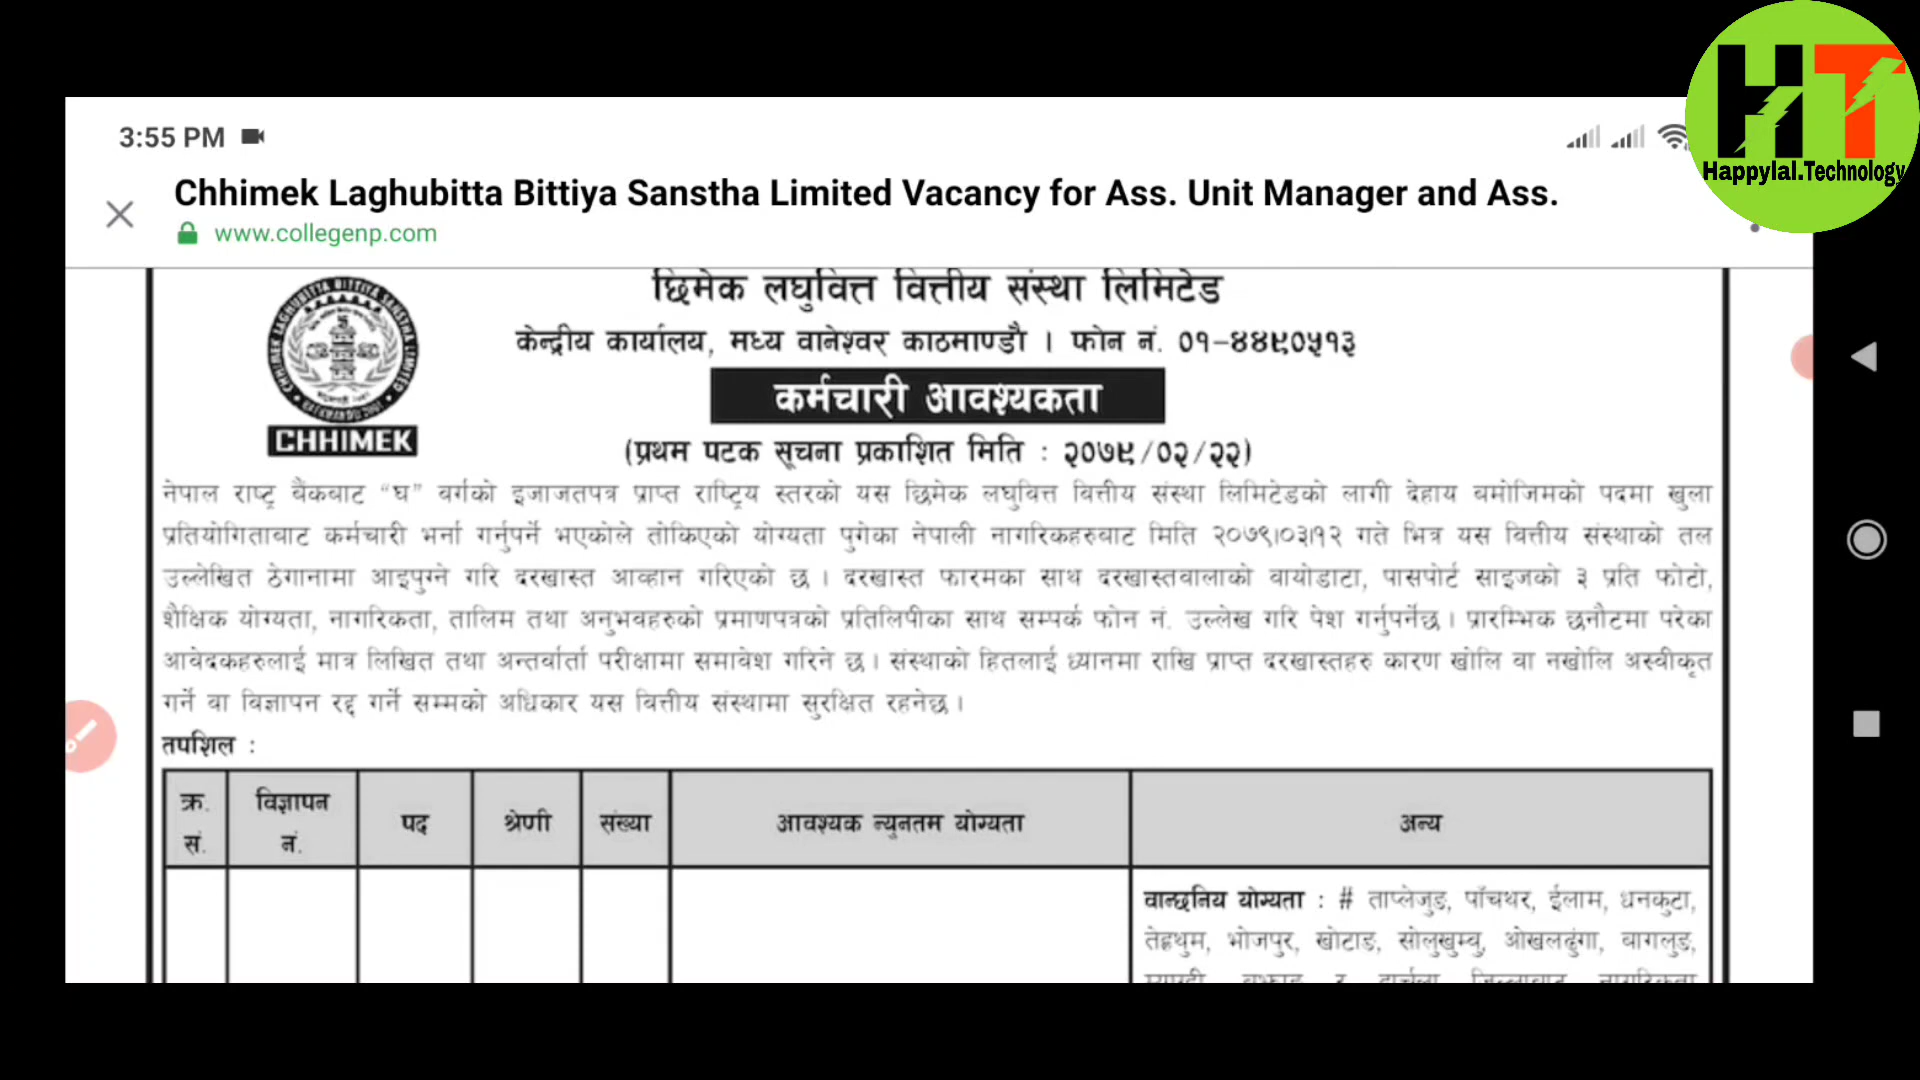 3:55 PM
Chhimek Laghubitta Bittiya Sanstha Limited Vacancy for Ass. Unit Manager and Ass.
www.collegenp.com
HT
Happylal.Technology
छिमेक लघुवित्त वित्तीय संस्था लिमिटेड
केन्द्रीय कार्यालय, मध्य वानेश्वर काठमाण्डौ । फोन नं. ०१-४४९०५१३
CHHIMEK LAGHUBITTA BITTIYA SANSTHA LIMITED
CHHIMEK
कर्मचारी आवश्यकता
(प्रथम पटक सूचना प्रकाशित मिति : २०७९/०२/२२)
नेपाल राष्ट्र बैंकबाट “घ” वर्गको इजाजतपत्र प्राप्त राष्ट्रिय स्तरको यस छिमेक लघुवित्त वित्तीय संस्था लिमिटेडको लागी देहाय बमोजिमको पदमा खुला
प्रतियोगिताबाट कर्मचारी भर्ना गर्नुपर्ने भएकोले तोकिएको योग्यता पुगेका नेपाली नागरिकहरुबाट मिति २०७९।०३।१२ गते भित्र यस वित्तीय संस्थाको तल
उल्लेखित ठेगानामा आइपुग्ने गरि दरखास्त आव्हान गरिएको छ । दरखास्त फारमका साथ दरखास्तवालाको बायोडाटा, पासपोर्ट साइजको ३ प्रति फोटो,
शैक्षिक योग्यता, नागरिकता, तालिम तथा अनुभवहरुको प्रमाणपत्रको प्रतिलिपीका साथ सम्पर्क फोन नं. उल्लेख गरि पेश गर्नुपर्नेछ । प्रारम्भिक छनौटमा परेका
आवेदकहरुलाई मात्र लिखित तथा अन्तर्वार्ता परीक्षामा समावेश गरिने छ । संस्थाको हितलाई ध्यानमा राखि प्राप्त दरखास्तहरु कारण खोलि वा नखोलि अस्वीकृत
गर्ने वा विज्ञापन रद्द गर्ने सम्मको अधिकार यस वित्तीय संस्थामा सुरक्षित रहनेछ ।
तपशिल :
क्र. सं. विज्ञापन नं. पद श्रेणी संख्या आवश्यक न्युनतम योग्यता अन्य
वान्छनिय योग्यता : # ताप्लेजुङ, पाँचथर, ईलाम, धनकुटा,
तेह्रथुम, भोजपुर, खोटाङ, सोलुखुम्बु, ओखलढुंगा, बागलुङ,